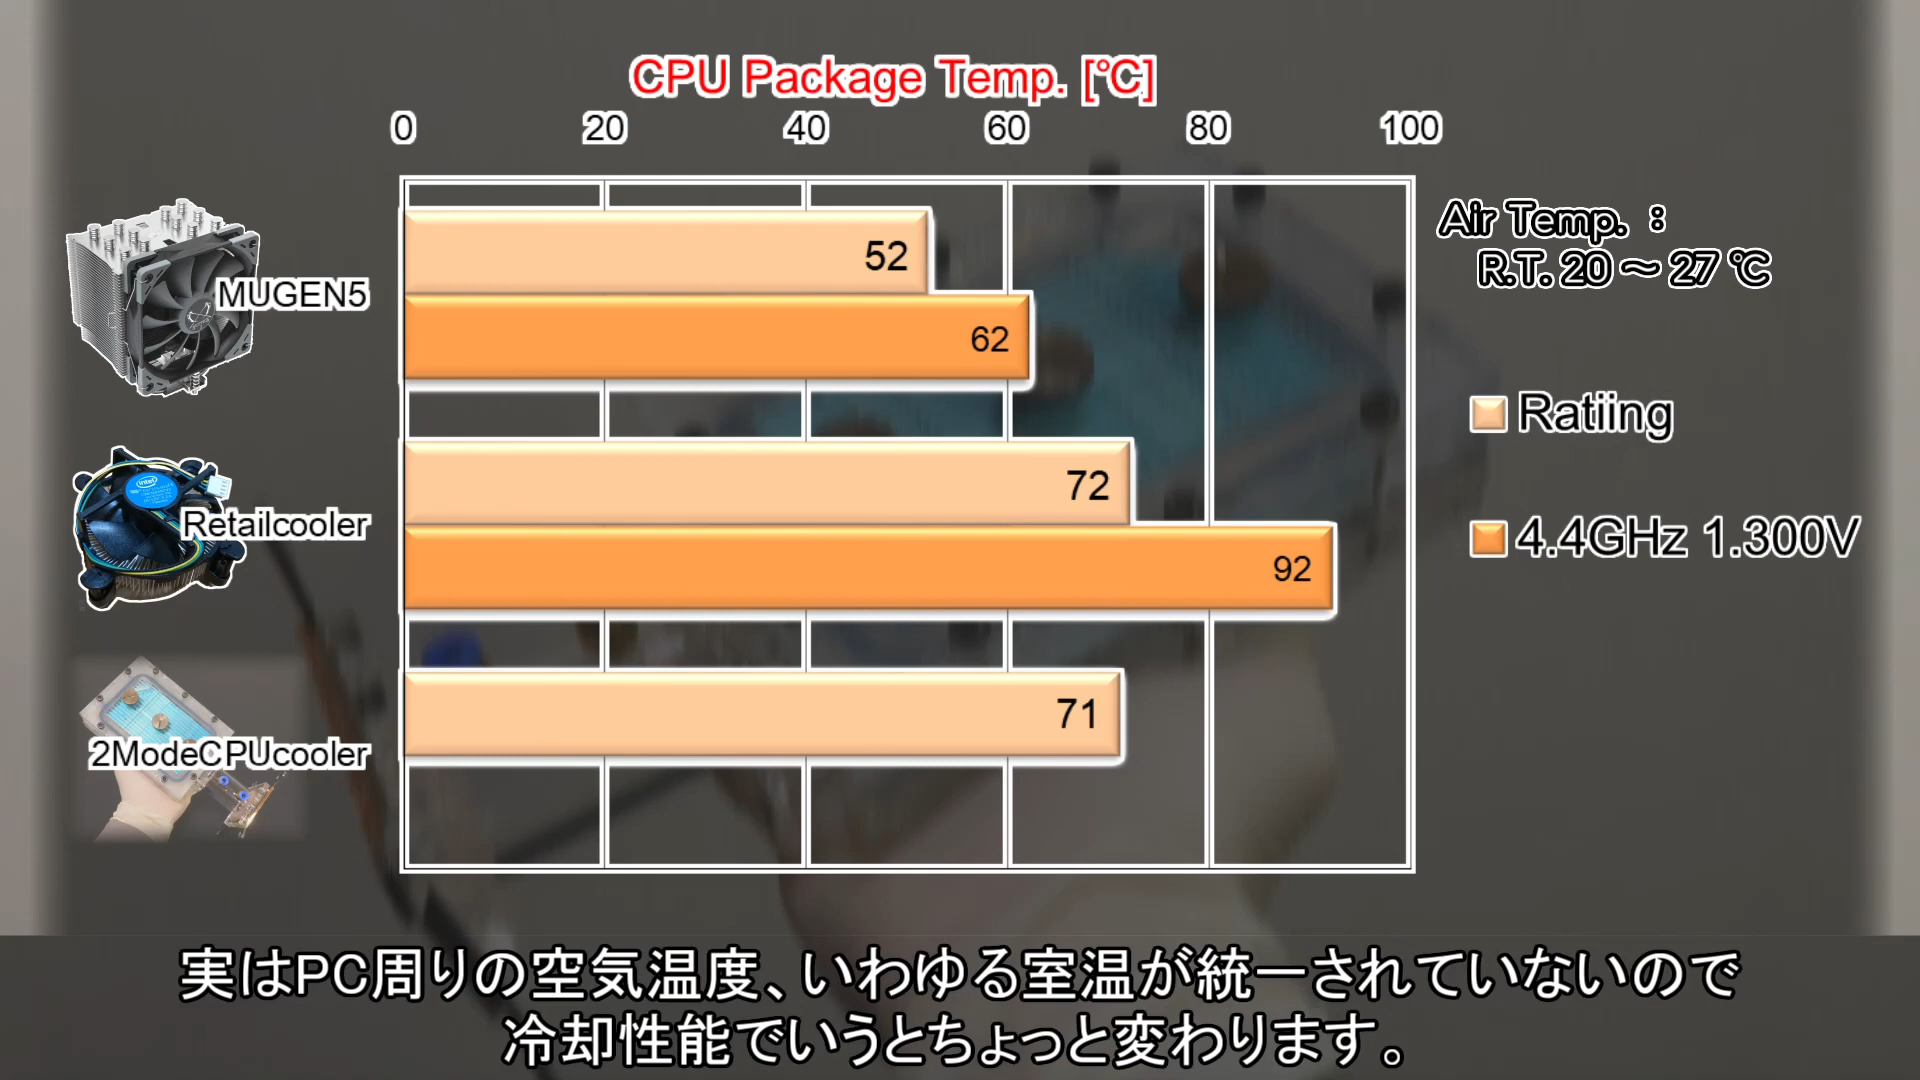 CPU Package Temp. [℃]
0 20 40 60 80 100
Air Temp. :
R.T. 20 ～ 27 ℃
52
MUGEN5
62
Ratiing
intel
72
Retailcooler
4.4GHz 1.300V
92
71
2ModeCPUcooler
実はPC周りの空気温度、いわゆる室温が統一されていないので
冷却性能でいうとちょっと変わります。